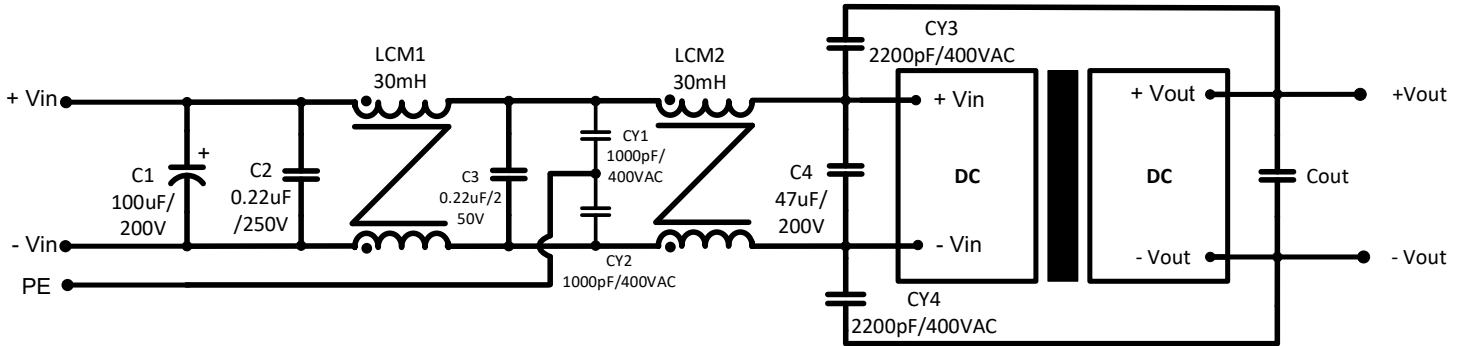 CY3
2200pF/400VAC
LCM1
30mH
LCM2
30mH
+ Vin
+ Vin
+ Vout
+Vout
C1
+
100uF/
200V
C2
0.22uF
/250V
C3
0.22uF/2
50V
CY1
1000pF/
400VAC
C4
47uF/
200V
DC
DC
Cout
- Vin
- Vin
- Vout
- Vout
CY2
1000pF/400VAC
PE
CY4
2200pF/400VAC